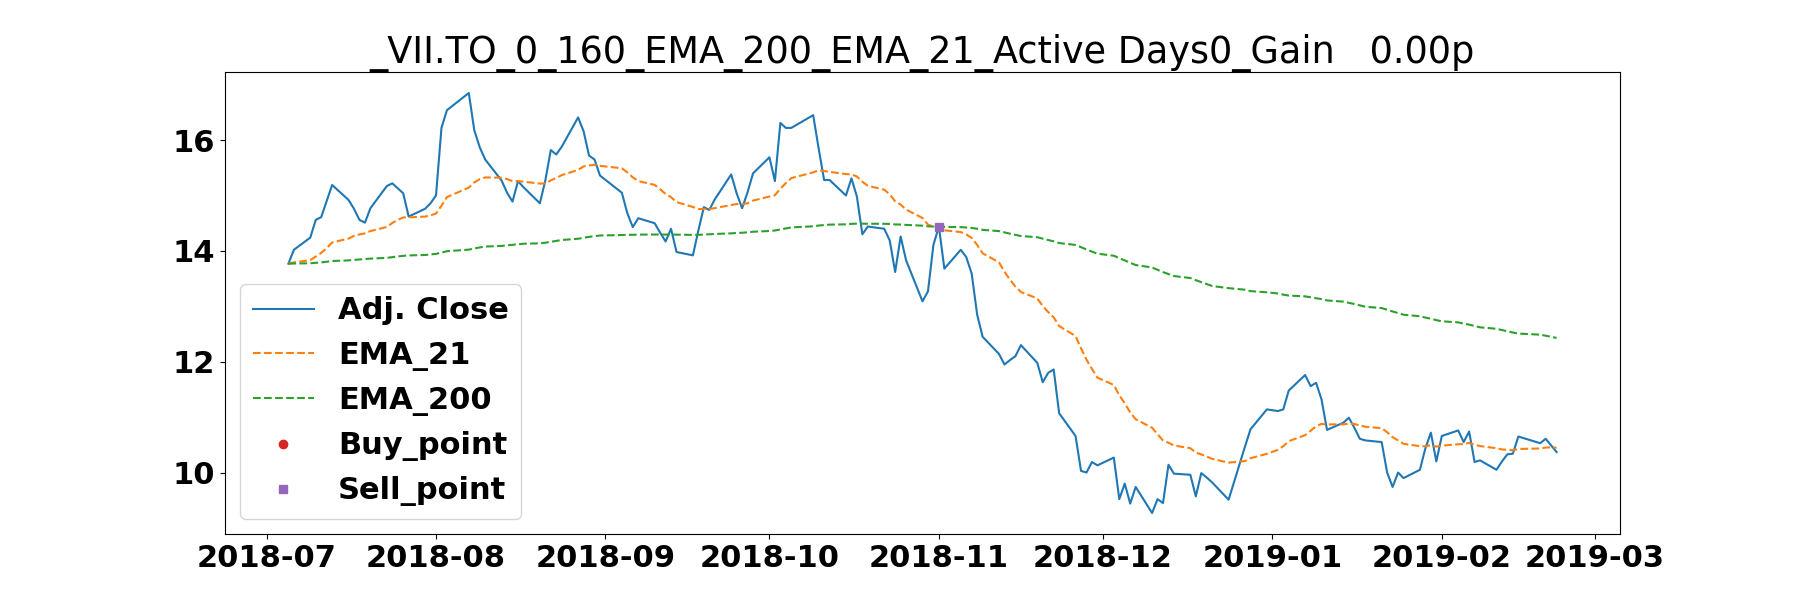 _VII.TO_0_160_EMA_200_EMA_21_Active Days0_Gain   0.00p
16
14
12
10
Adj. Close
EMA_21
EMA_200
Buy_point
Sell_point
2018-07 2018-08 2018-09 2018-10 2018-11 2018-12 2019-01 2019-02 2019-03